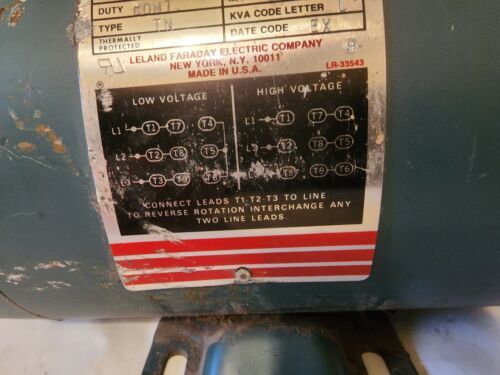 DUTY CONT
KVA CODE LETTER L
TYPE TN
DATE CODE EX
THERMALLY
PROTECTED
LELAND FARADAY ELECTRIC COMPANY
NEW YORK, N.Y. 10011
MADE IN U.S.A.
LR-33543
LOW VOLTAGE
L1 T1 T7 T4
L2 T2 T8 T5
L3 T3 T9 T6
HIGH VOLTAGE
L1 T1 T7 T4
L2 T8 T5
T8 T9 T6
CONNECT LEADS T1-T2-T3 TO LINE
TO REVERSE ROTATION INTERCHANGE ANY
TWO LINE LEADS.